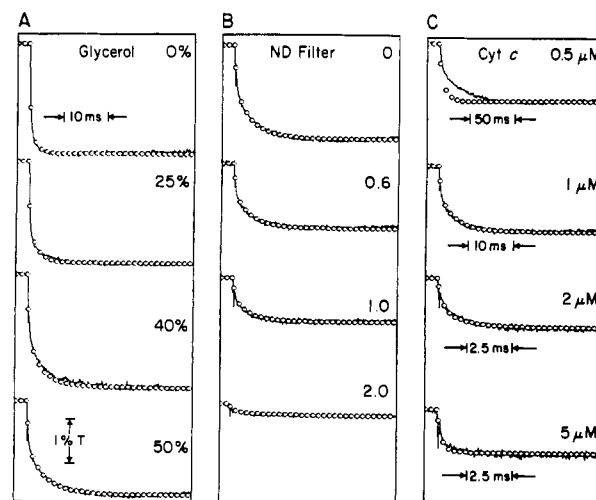 A
Glycerol 0%
10 ms
25%
40%
1% T
50%
B
ND Filter 0
0.6
1.0
2.0
C
Cyt c 0.5 µM
50 ms
1 µM
10 ms
2 µM
2.5 ms
5 µM
2.5 ms